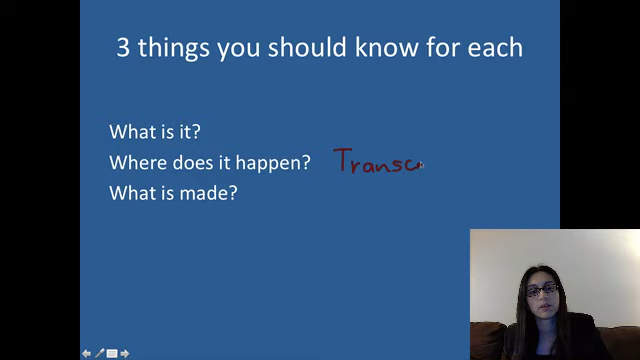 3 things you should know for each
What is it?
Where does it happen? Transc
What is made?